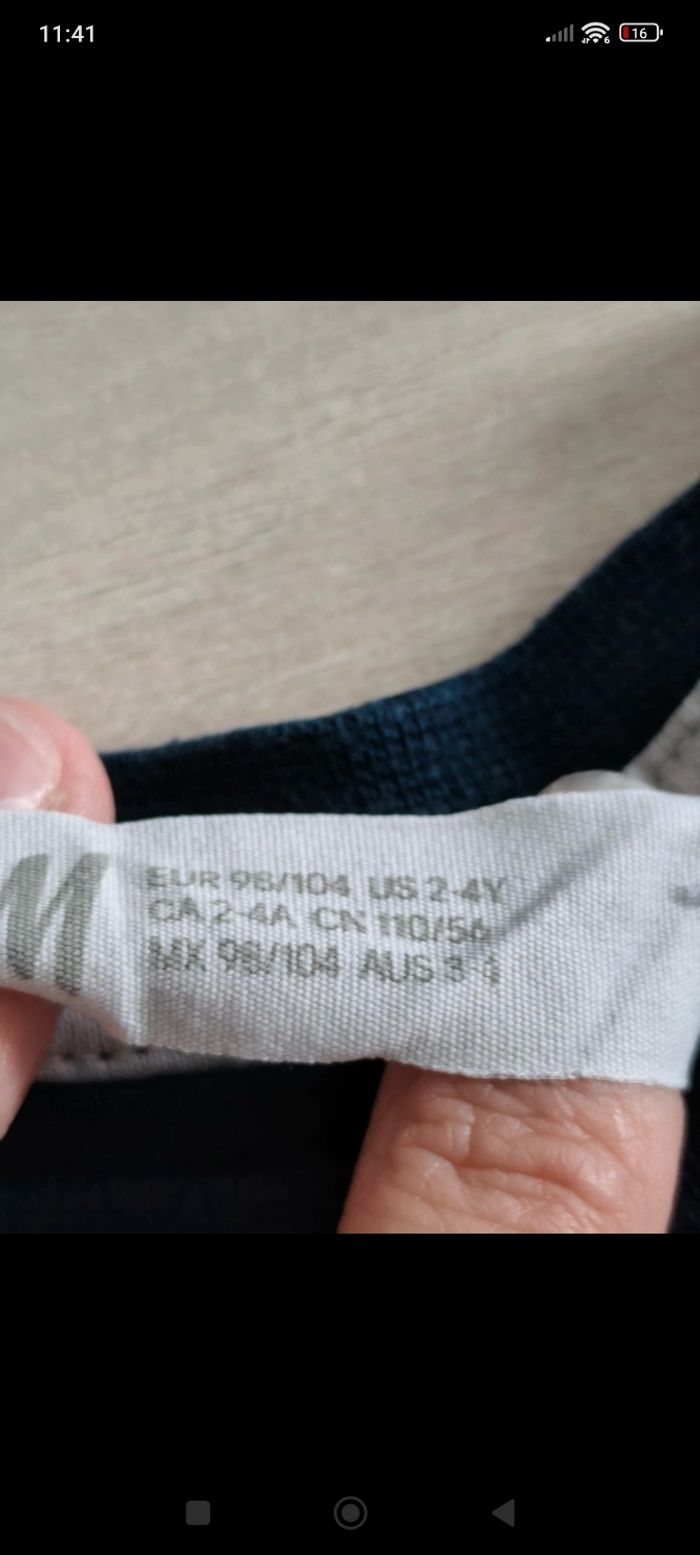 11:41
16
M
EUR 98/104 US 2-4Y
CA 2-4A CN 110/56
MX 98/104 AUS 3-4